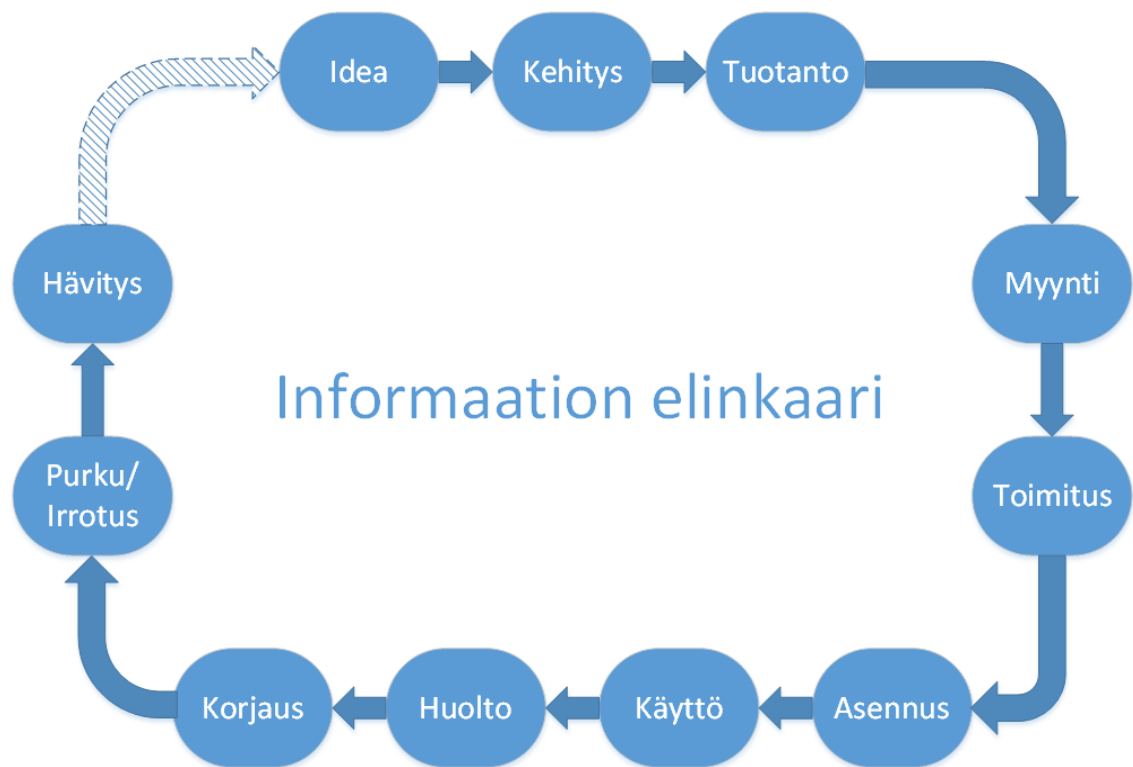 Idea
Kehitys
Tuotanto
Myynti
Toimitus
Asennus
Käyttö
Huolto
Korjaus
Purku/
Irrotus
Hävitys
Informaation elinkaari